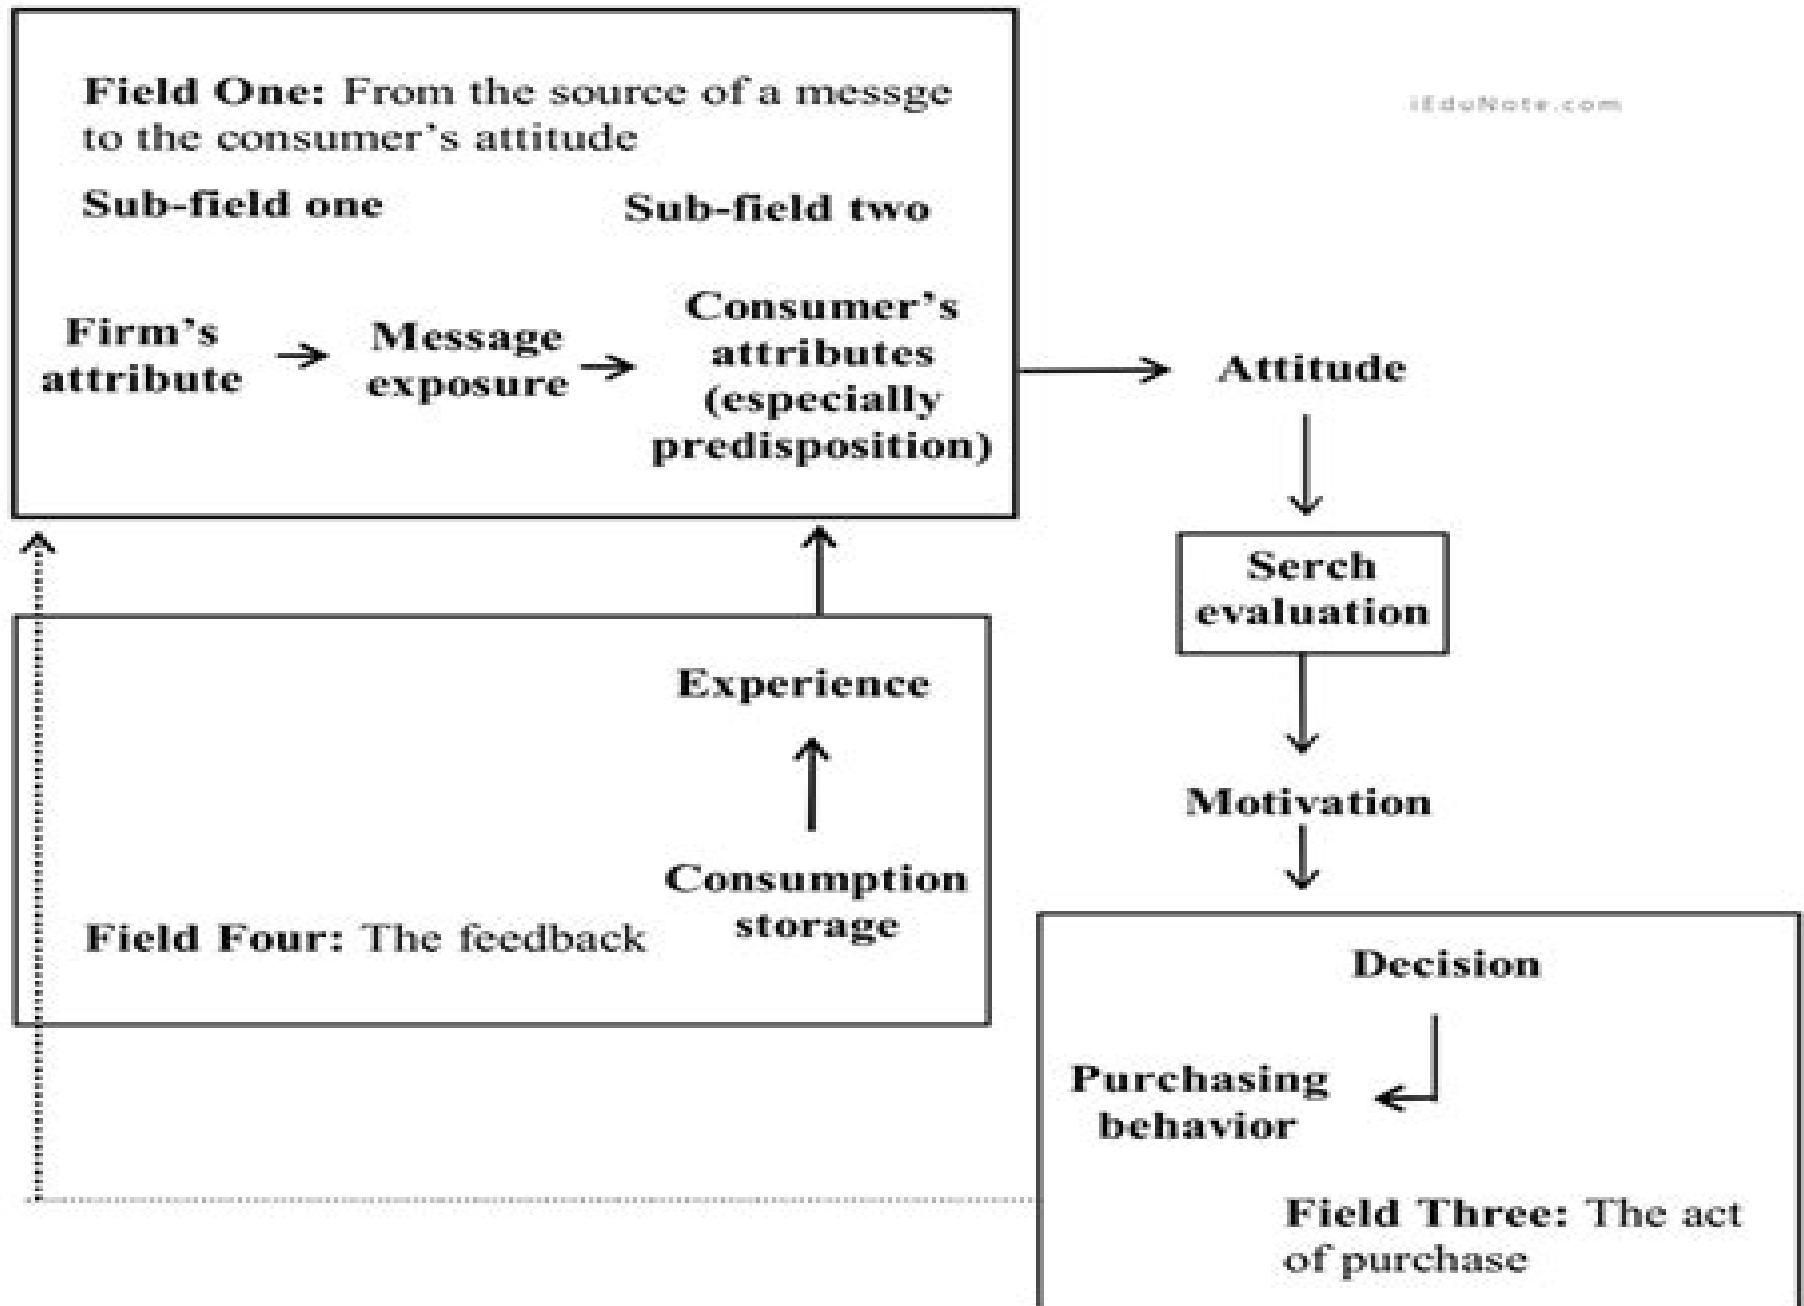 Field One: From the source of a messge
to the consumer's attitude
iEduNote.com
Sub-field one
Sub-field two
Firm's
attribute
Message
exposure
Consumer's
attributes
(especially
predisposition)
Attitude
Serch
evaluation
Motivation
Experience
Consumption
storage
Field Four: The feedback
Decision
Purchasing
behavior
Field Three: The act
of purchase